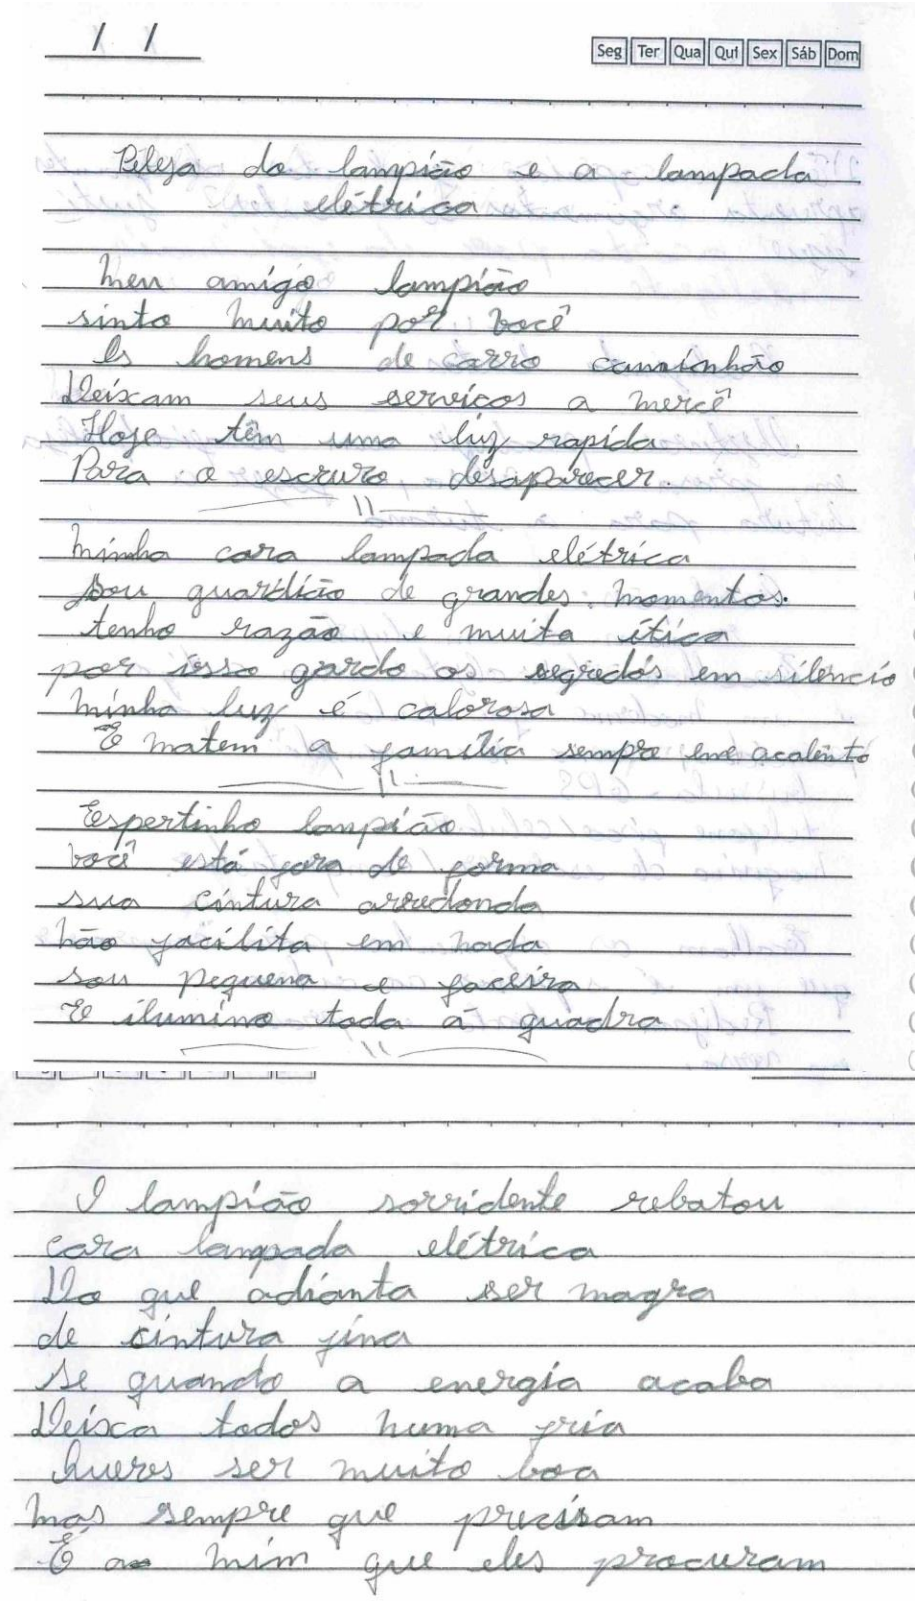 / /
Seg Ter Qua Qui Sex Sáb Dom
Peleja do lampião e a lampada
elétrica.
Meu amigo lampião
sinto muito por você
Os homens de carro caminhão
Deixam seus serviços a mercê
Hoje têm uma luz rapida
Para o escruro desaparecer.
Minha cara lampada elétrica
Sou guardião de grandes momentos.
tenho razão e muita ética
por isso gardo os segredos em silêncio
minha luz é calorosa
E matem a família sempre em acalento
Espertinho lampião
você está fora de forma
sua cintura arredonda
não facilita em nada
sou pequena e faceira
E ilumino toda a quadra
O lampião sorridente rebatou
cara lampada elétrica
Do que adianta ser magra
de cintura fina
se quando a energia acaba
Deixa todos numa fria
Queres ser muito boa
mas sempre que precisam
É a mim que eles procuram